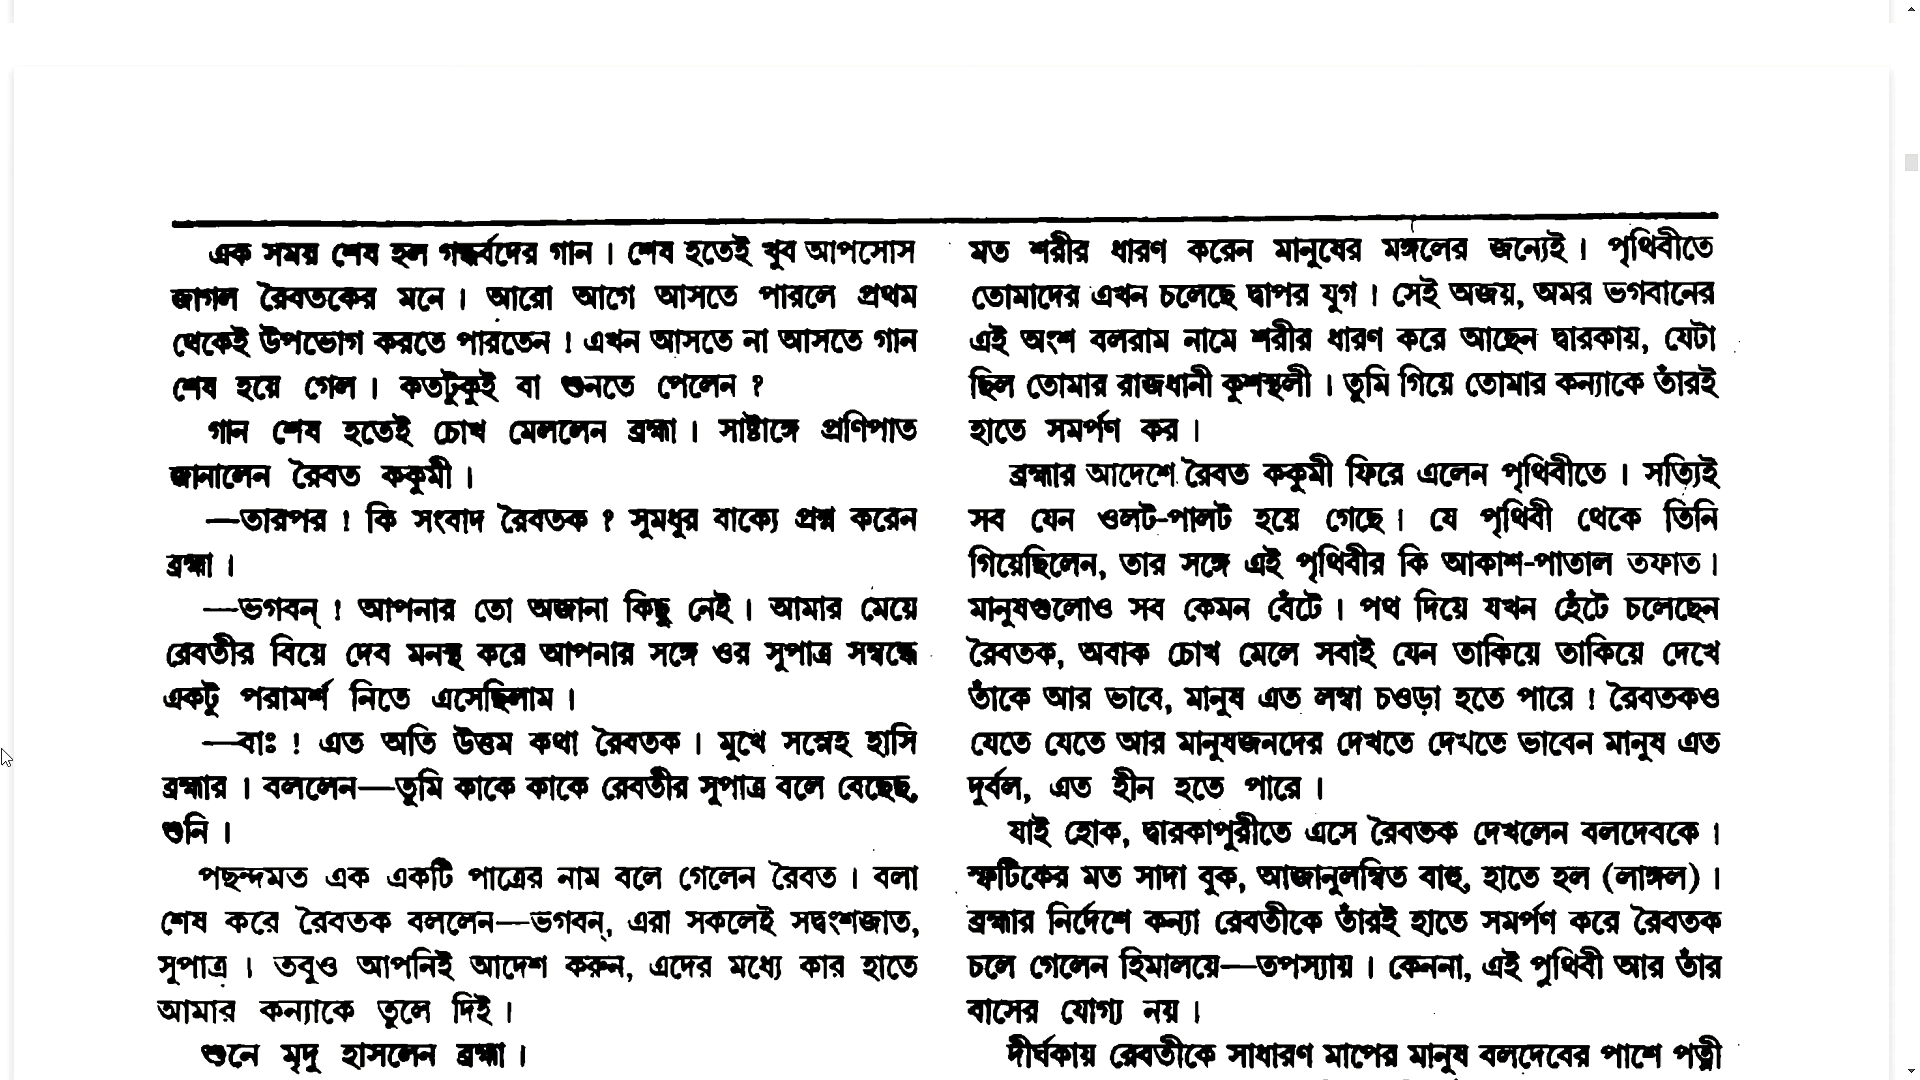 এক সময় শেষ হল গন্ধর্বদের গান । শেষ হতেই খুব আপসোস
জাগল রৈবতকের মনে । আরো আগে আসতে পারলে প্রথম
থেকেই উপভোগ করতে পারতেন ! এখন আসতে না আসতে গান
শেষ হয়ে গেল । কতটুকুই বা শুনতে পেলেন ?
গান শেষ হতেই চোখ মেললেন ব্রহ্মা । সাষ্টাঙ্গে প্রণিপাত
জানালেন রৈবত ককুমী ।
—তারপর ! কি সংবাদ রৈবতক ? সুমধুর বাক্যে প্রশ্ন করেন
ব্রহ্মা ।
—ভগবন্ ! আপনার তো অজানা কিছু নেই । আমার মেয়ে
রেবতীর বিয়ে দেব মনস্থ করে আপনার সঙ্গে ওর সুপাত্র সম্বন্ধে
একটু পরামর্শ নিতে এসেছিলাম ।
—বাঃ ! এত অতি উত্তম কথা রৈবতক । মুখে সস্নেহ হাসি
ব্রহ্মার । বললেন—তুমি কাকে কাকে রেবতীর সুপাত্র বলে বেছেছ,
শুনি ।
পছন্দমত এক একটি পাত্রের নাম বলে গেলেন রৈবত । বলা
শেষ করে রৈবতক বললেন—ভগবন্, এরা সকলেই সদ্বংশজাত,
সুপাত্র । তবুও আপনিই আদেশ করুন, এদের মধ্যে কার হাতে
আমার কন্যাকে তুলে দিই ।
শুনে মৃদু হাসলেন ব্রহ্মা ।
মত শরীর ধারণ করেন মানুষের মঙ্গলের জন্যেই । পৃথিবীতে
তোমাদের এখন চলেছে দ্বাপর যুগ । সেই অজয়, অমর ভগবানের
এই অংশ বলরাম নামে শরীর ধারণ করে আছেন দ্বারকায়, যেটা
ছিল তোমার রাজধানী কুশস্থলী । তুমি গিয়ে তোমার কন্যাকে তাঁরই
হাতে সমর্পণ কর ।
ব্রহ্মার আদেশে রৈবত ককুমী ফিরে এলেন পৃথিবীতে । সত্যিই
সব যেন ওলট-পালট হয়ে গেছে । যে পৃথিবী থেকে তিনি
গিয়েছিলেন, তার সঙ্গে এই পৃথিবীর কি আকাশ-পাতাল তফাত ।
মানুষগুলোও সব কেমন বেঁটে । পথ দিয়ে যখন হেঁটে চলেছেন
রৈবতক, অবাক চোখ মেলে সবাই যেন তাকিয়ে তাকিয়ে দেখে
তাঁকে আর ভাবে, মানুষ এত লম্বা চওড়া হতে পারে ! রৈবতকও
যেতে যেতে আর মানুষজনদের দেখতে দেখতে ভাবেন মানুষ এত
দুর্বল, এত হীন হতে পারে ।
যাই হোক, দ্বারকাপুরীতে এসে রৈবতক দেখলেন বলদেবকে ।
স্ফটিকের মত সাদা বুক, আজানুলম্বিত বাহু, হাতে হল (লাঙ্গল) ।
ব্রহ্মার নির্দেশে কন্যা রেবতীকে তাঁরই হাতে সমর্পণ করে রৈবতক
চলে গেলেন হিমালয়ে—তপস্যায় । কেননা, এই পৃথিবী আর তাঁর
বাসের যোগ্য নয় ।
দীর্ঘকায় রেবতীকে সাধারণ মাপের মানুষ বলদেবের পাশে পত্নী